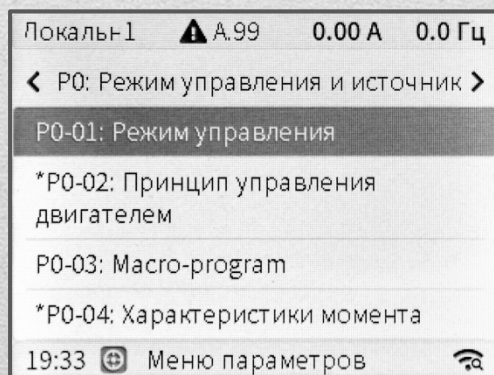 Локальн1 А.99 0.00 А 0.0 Гц
P0: Режим управления и источник
P0-01: Режим управления
*P0-02: Принцип управления
двигателем
P0-03: Macro-program
*P0-04: Характеристики момента
19:33 Меню параметров